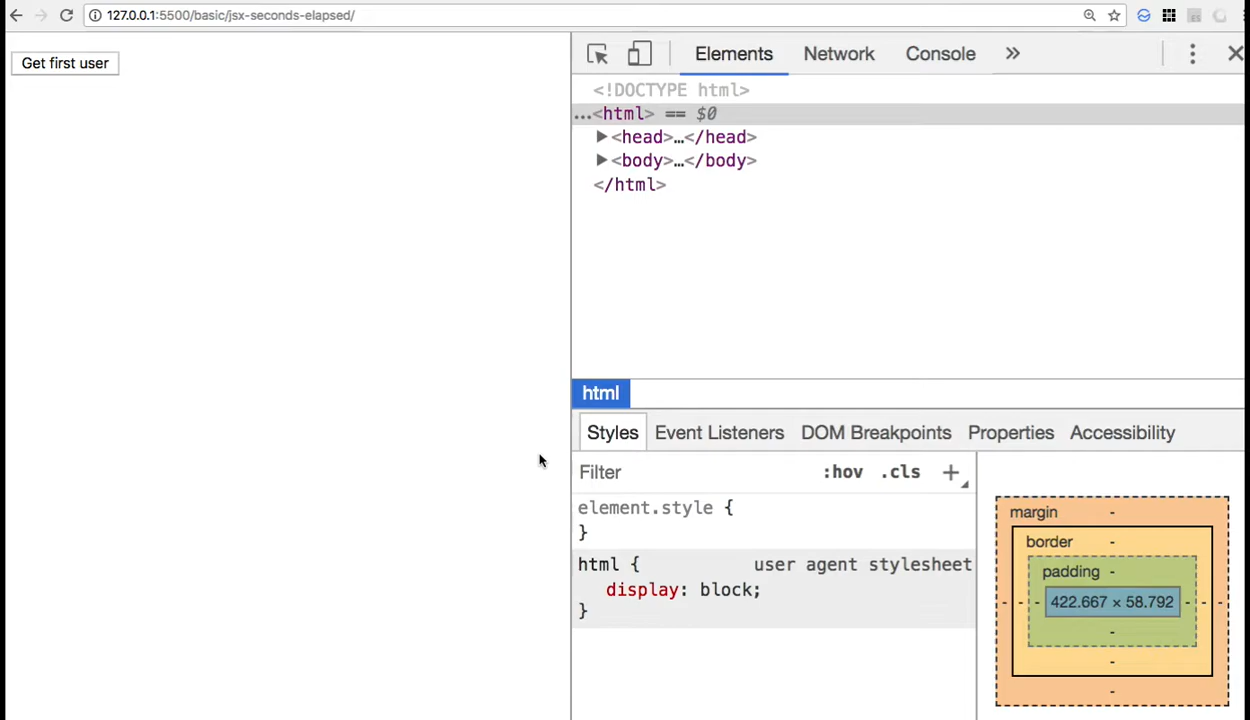 127.0.0.1:5500/basic/jsx-seconds-elapsed/
Get first user
Elements Network Console »
<!DOCTYPE html>
…<html> == $0
▶<head>…</head>
▶<body>…</body>
</html>
html
Styles Event Listeners DOM Breakpoints Properties Accessibility
Filter :hov .cls +
element.style {
}
html { user agent stylesheet
display: block;
}
margin -
border -
padding -
- - - 422.667 × 58.792 - - -
-
-
-